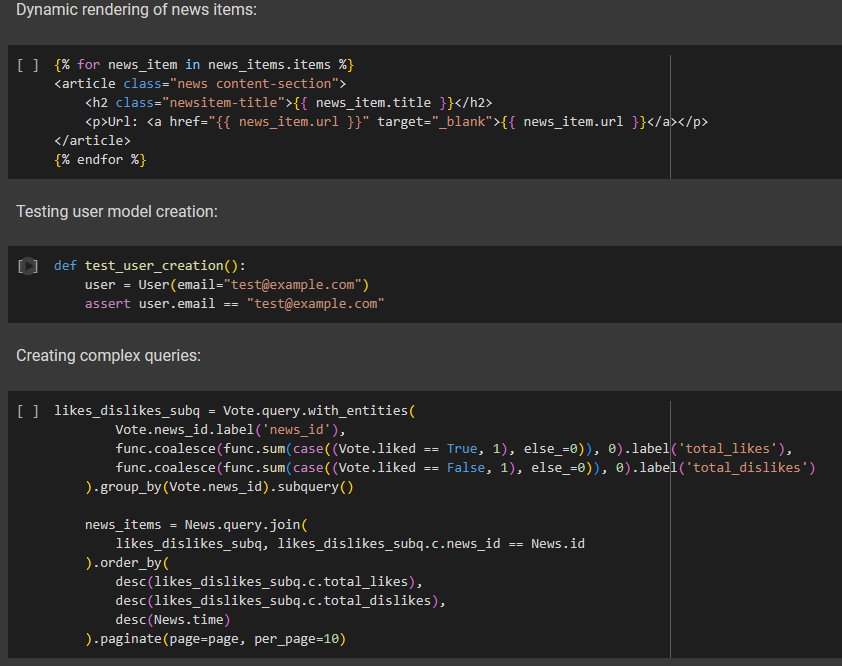 Dynamic rendering of news items:
[ ] {% for news_item in news_items.items %}
<article class="news content-section">
    <h2 class="newsitem-title">{{ news_item.title }}</h2>
    <p>Url: <a href="{{ news_item.url }}" target="_blank">{{ news_item.url }}</a></p>
</article>
{% endfor %}
Testing user model creation:
[ ] def test_user_creation():
    user = User(email="test@example.com")
    assert user.email == "test@example.com"
Creating complex queries:
[ ] likes_dislikes_subq = Vote.query.with_entities(
        Vote.news_id.label('news_id'),
        func.coalesce(func.sum(case((Vote.liked == True, 1), else_=0)), 0).label('total_likes'),
        func.coalesce(func.sum(case((Vote.liked == False, 1), else_=0)), 0).label('total_dislikes')
    ).group_by(Vote.news_id).subquery()

    news_items = News.query.join(
        likes_dislikes_subq, likes_dislikes_subq.c.news_id == News.id
    ).order_by(
        desc(likes_dislikes_subq.c.total_likes),
        desc(likes_dislikes_subq.c.total_dislikes),
        desc(News.time)
    ).paginate(page=page, per_page=10)